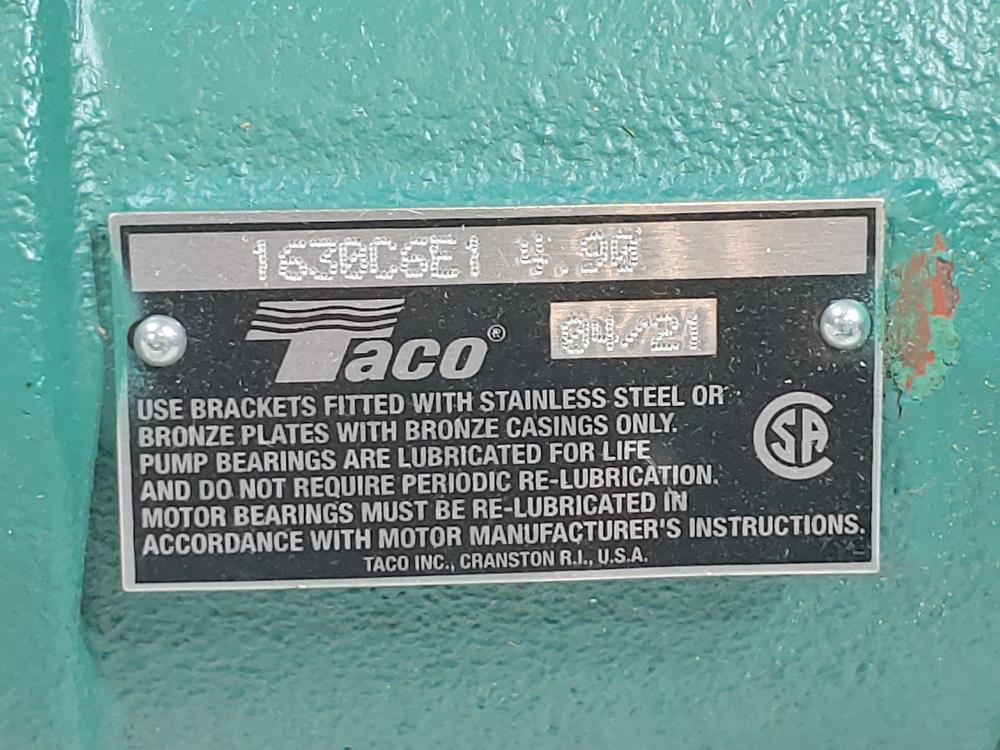 1630C6E1 4.90
Taco®
04/21
USE BRACKETS FITTED WITH STAINLESS STEEL OR
BRONZE PLATES WITH BRONZE CASINGS ONLY.
PUMP BEARINGS ARE LUBRICATED FOR LIFE
AND DO NOT REQUIRE PERIODIC RE-LUBRICATION.
MOTOR BEARINGS MUST BE RE-LUBRICATED IN
ACCORDANCE WITH MOTOR MANUFACTURER'S INSTRUCTIONS.
TACO INC., CRANSTON R.I., U.S.A.
CSA